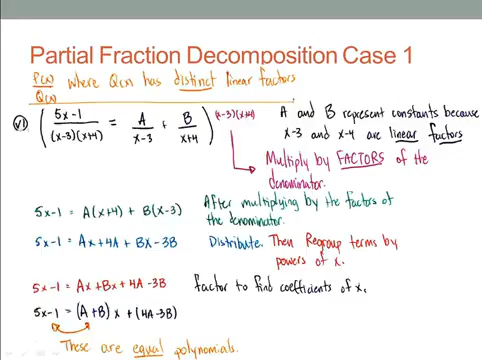 Partial Fraction Decomposition Case 1
P(x)/Q(x) where Q(x) has distinct linear factors
v1) ( (5x-1)/((x-3)(x+4)) = A/(x-3) + B/(x+4) ) (x-3)(x+4)
A and B represent constants because
x-3 and x-4 are linear factors
Multiply by FACTORS of the
denominator.
5x-1 = A(x+4) + B(x-3)
After multiplying by the factors of
the denominator.
5x-1 = Ax+4A + Bx-3B
Distribute. Then Regroup terms by
powers of x.
5x-1 = Ax+Bx+4A-3B
factor to find coefficients of x.
5x-1 = (A+B)x + (4A-3B)
These are equal polynomials.